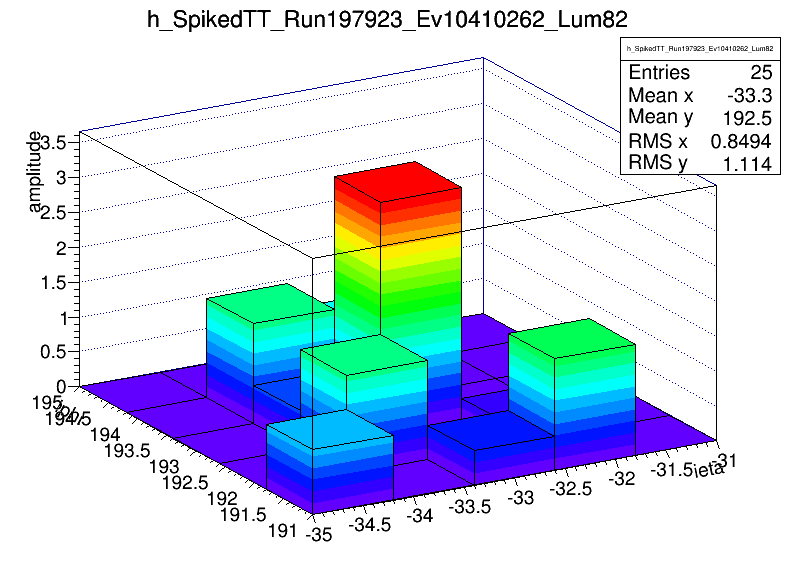 h_SpikedTT_Run197923_Ev10410262_Lum82
h_SpikedTT_Run197923_Ev10410262_Lum82
Entries 25
Mean x -33.3
Mean y 192.5
RMS x 0.8494
RMS y 1.114
amplitude
3.5
3
2.5
2
1.5
1
0.5
0
195
194.5
194
193.5
193
192.5
192
191.5
191
-35
-34.5
-34
-33.5
-33
-32.5
-32
-31.5
-31
ieta